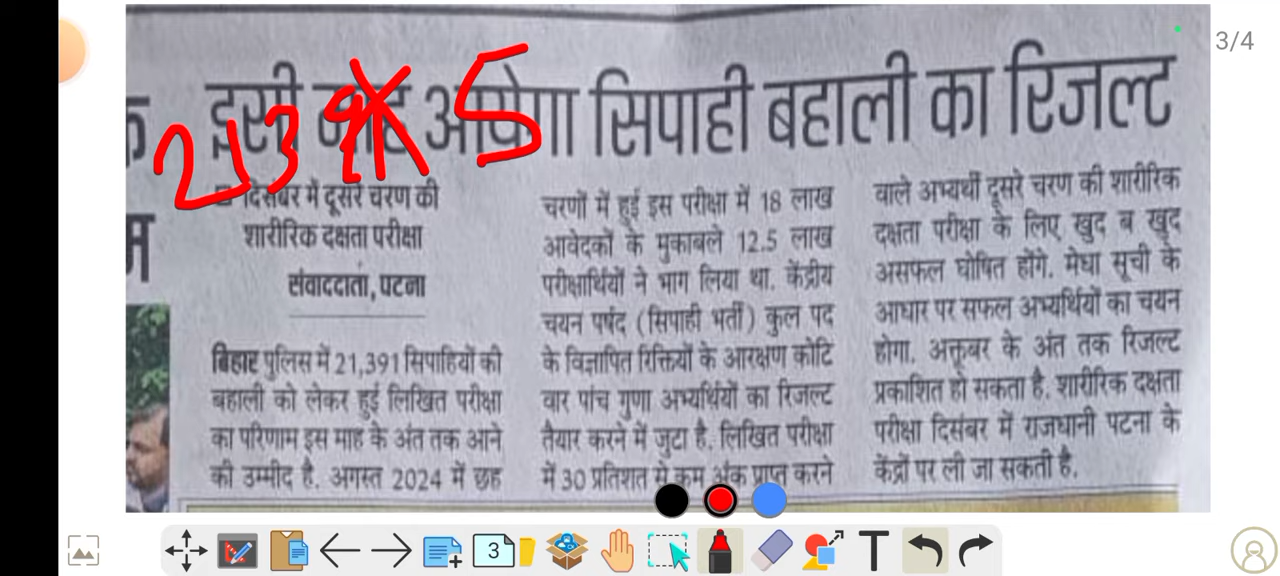 3/4
इसी माह आयेगा सिपाही बहाली का रिजल्ट
213915
दिसंबर में दूसरे चरण की
शारीरिक दक्षता परीक्षा
संवाददाता, पटना
बिहार पुलिस में 21,391 सिपाहियों की
बहाली को लेकर हुई लिखित परीक्षा
का परिणाम इस माह के अंत तक आने
की उम्मीद है. अगस्त 2024 में छह
चरणों में हुई इस परीक्षा में 18 लाख
आवेदकों के मुकाबले 12.5 लाख
परीक्षार्थियों ने भाग लिया था. केंद्रीय
चयन पर्षद (सिपाही भर्ती) कुल पद
के विज्ञापित रिक्तियों के आरक्षण कोटि
वार पांच गुणा अभ्यर्थियों का रिजल्ट
तैयार करने में जुटा है. लिखित परीक्षा
में 30 प्रतिशत से कम अंक प्राप्त करने
वाले अभ्यर्थी दूसरे चरण की शारीरिक
दक्षता परीक्षा के लिए खुद ब खुद
असफल घोषित होंगे. मेधा सूची के
आधार पर सफल अभ्यर्थियों का चयन
होगा. अक्तूबर के अंत तक रिजल्ट
प्रकाशित हो सकता है. शारीरिक दक्षता
परीक्षा दिसंबर में राजधानी पटना के
केंद्रों पर ली जा सकती है.
3
T